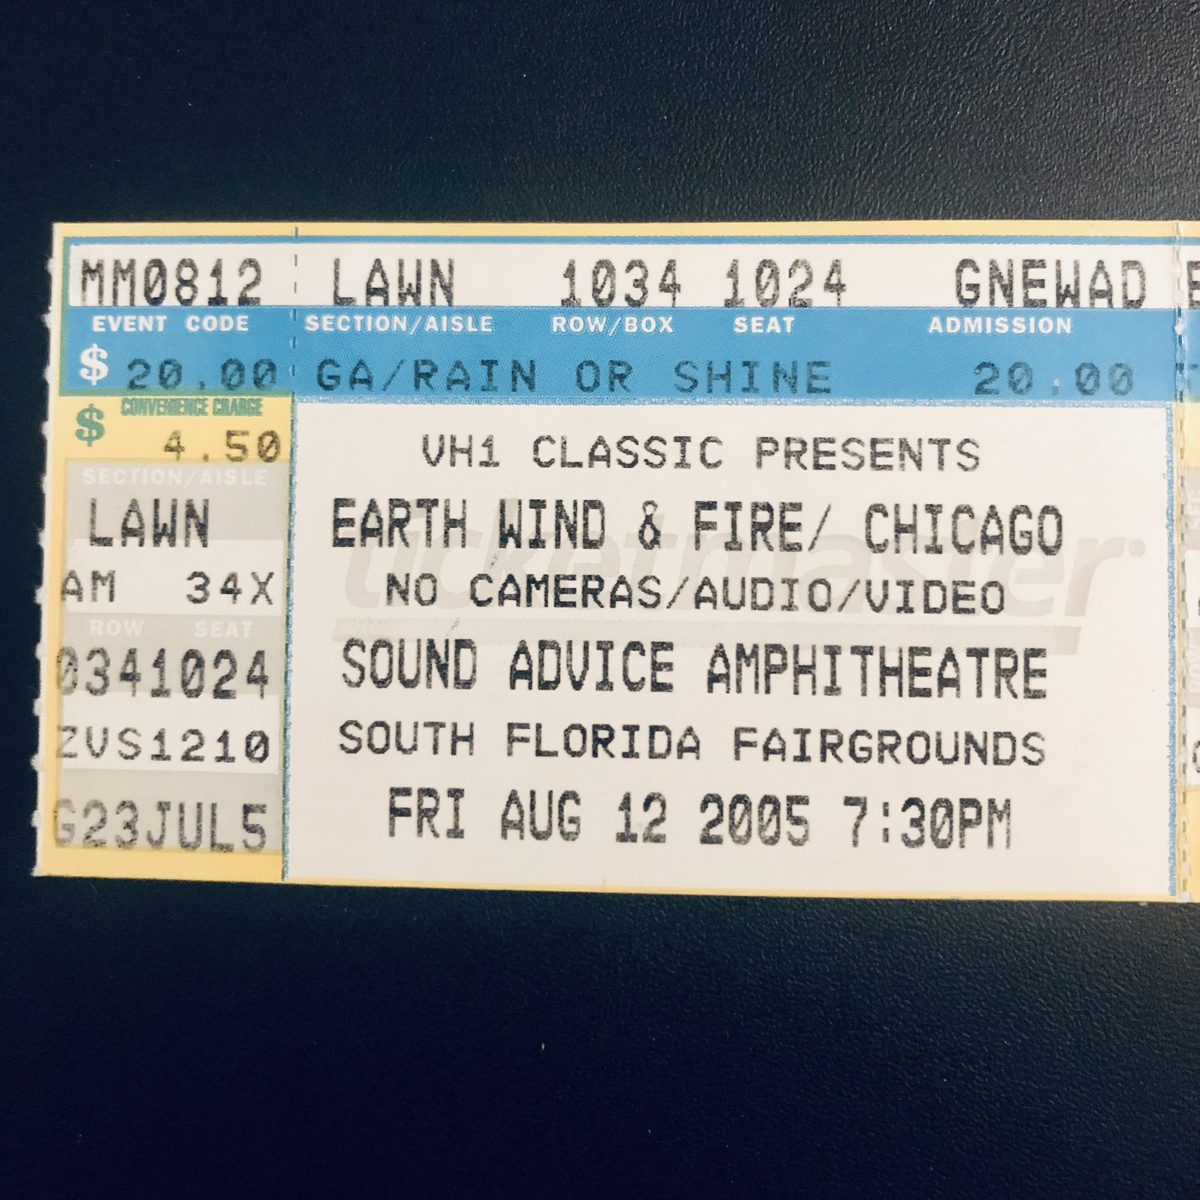 MM0812 LAWN 1034 1024 GNEWAD
EVENT CODE SECTION/AISLE ROW/BOX SEAT ADMISSION
$ 20.00 GA/RAIN OR SHINE 20.00
$ CONVENIENCE CHARGE
4.50
SECTION/AISLE
LAWN
AM 34X
ROW SEAT
0341024
ZVS1210
G23JUL5
VH1 CLASSIC PRESENTS
EARTH WIND & FIRE/ CHICAGO
NO CAMERAS/AUDIO/VIDEO
ticketmaster
SOUND ADVICE AMPHITHEATRE
SOUTH FLORIDA FAIRGROUNDS
FRI AUG 12 2005 7:30PM